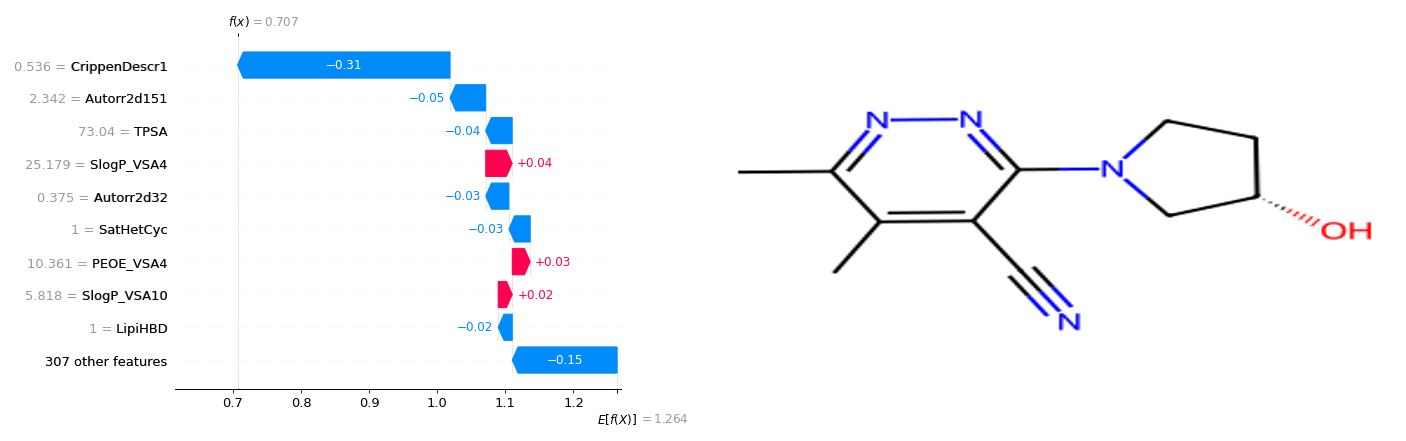 f(x) = 0.707
0.536 = CrippenDescr1 −0.31
2.342 = Autorr2d151 −0.05
73.04 = TPSA −0.04
25.179 = SlogP_VSA4 +0.04
0.375 = Autorr2d32 −0.03
1 = SatHetCyc −0.03
10.361 = PEOE_VSA4 +0.03
5.818 = SlogP_VSA10 +0.02
1 = LipiHBD −0.02
307 other features −0.15
0.7 0.8 0.9 1.0 1.1 1.2
E[f(X)] = 1.264
N N
N
OH
N